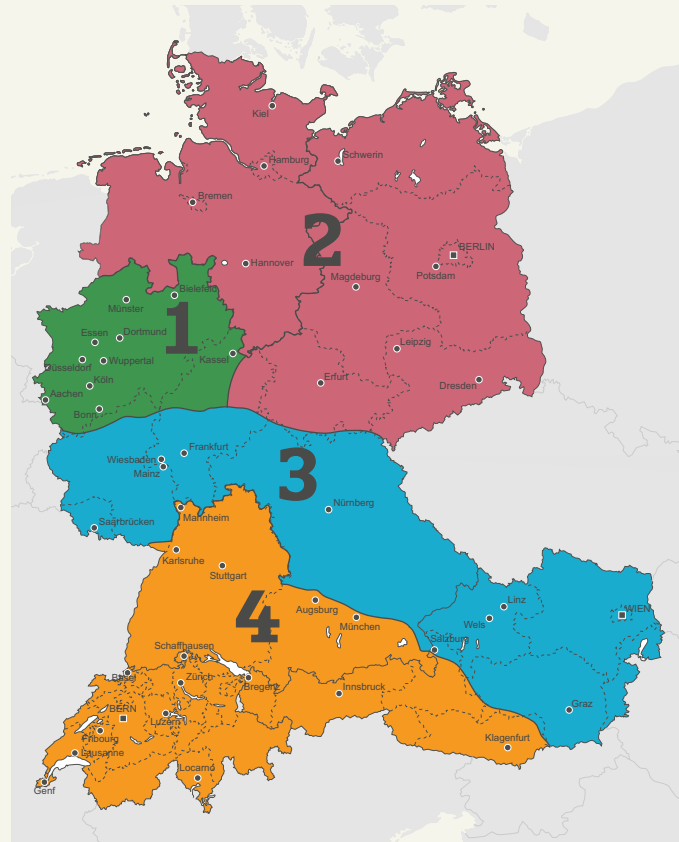 Kiel
Hamburg
Schwerin
Bremen
2
BERLIN
Hannover
Potsdam
Magdeburg
Bielefeld
Münster
1
Essen
Dortmund
Leipzig
Düsseldorf
Wuppertal
Kassel
Köln
Erfurt
Dresden
Aachen
Bonn
Frankfurt
Wiesbaden
3
Mainz
Nürnberg
Mannheim
Saarbrücken
Karlsruhe
Stuttgart
4
Augsburg
Linz
WIEN
München
Wels
Salzburg
Schaffhausen
Basel
Zürich
Bregenz
Innsbruck
BERN
Luzern
Graz
Fribourg
Klagenfurt
Lausanne
Locarno
Genf